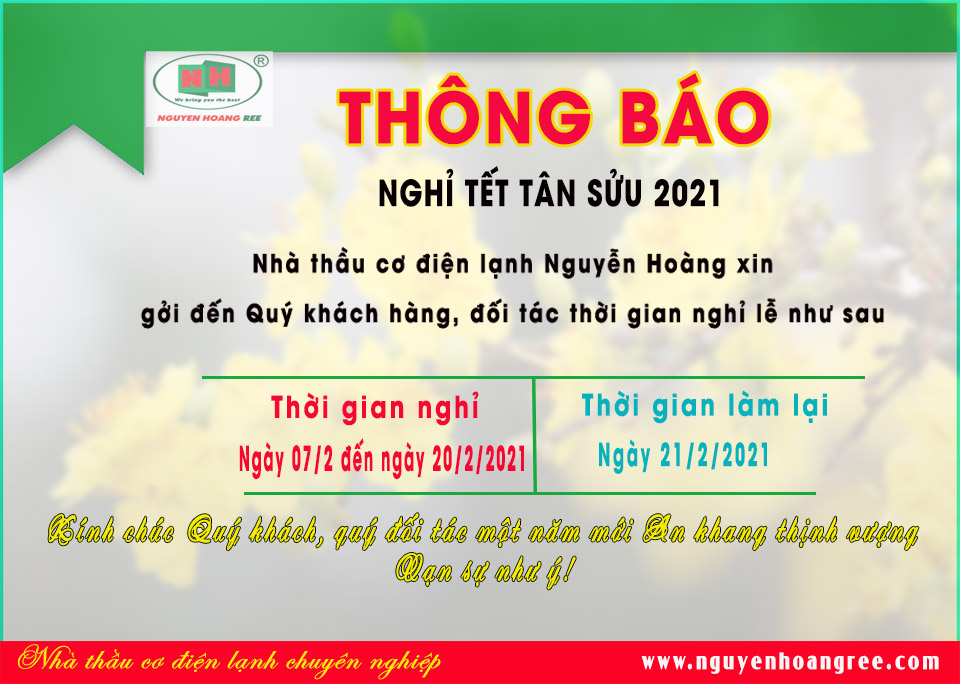 NH
®
We bring you the best
NGUYEN HOANG REE
THÔNG BÁO
NGHỈ TẾT TÂN SỬU 2021
Nhà thầu cơ điện lạnh Nguyễn Hoàng xin
gởi đến Quý khách hàng, đối tác thời gian nghỉ lễ như sau
Thời gian nghỉ
Ngày 07/2 đến ngày 20/2/2021
Thời gian làm lại
Ngày 21/2/2021
Kính chúc Quý khách, quý đối tác một năm mới An khang thịnh vượng
Vạn sự như ý!
Nhà thầu cơ điện lạnh chuyên nghiệp
www.nguyenhoangree.com